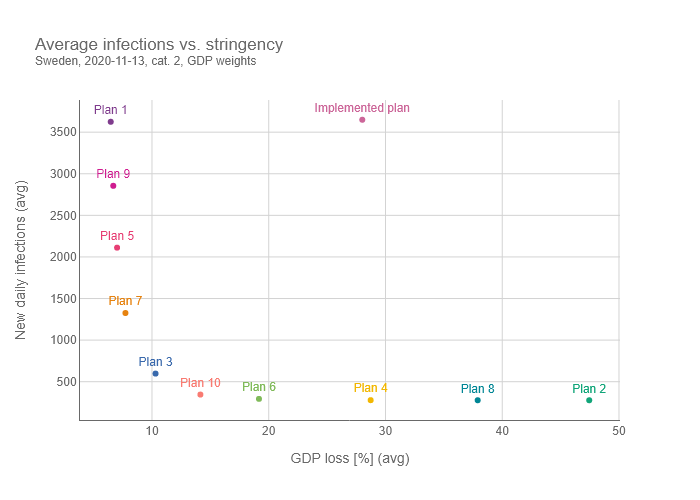 Average infections vs. stringency
Sweden, 2020-11-13, cat. 2, GDP weights
Plan 1
Implemented plan
3500
3000
Plan 9
2500
Plan 5
2000
1500
Plan 7
1000
Plan 3
500
Plan 10
Plan 6
Plan 4
Plan 8
Plan 2
New daily infections (avg)
10
20
30
40
50
GDP loss [%] (avg)